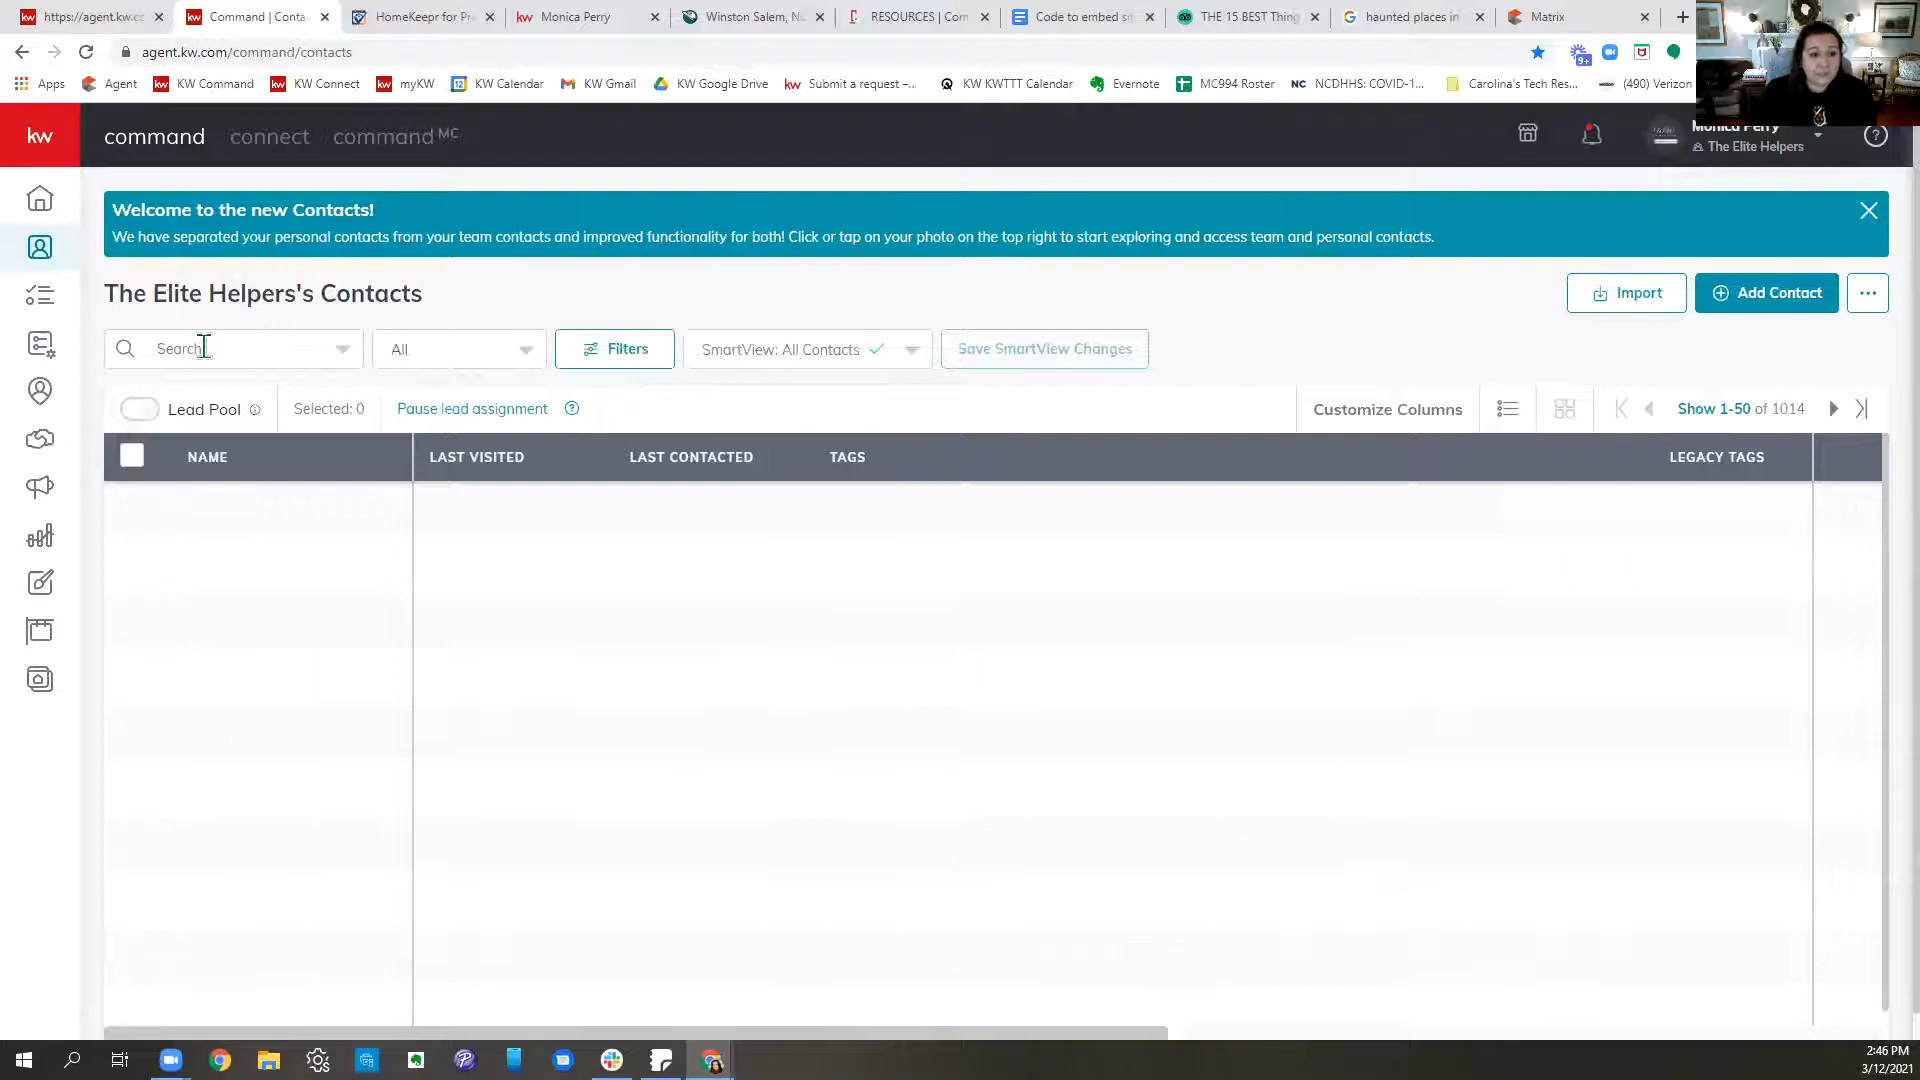 https://agent.kw.c
Command | Conta
HomeKeepr for Pr
Monica Perry
Winston Salem, N
RESOURCES | Com
Code to embed si
THE 15 BEST Thing
haunted places in
Matrix
agent.kw.com/command/contacts
9+
Apps
Agent
KW Command
KW Connect
myKW
KW Calendar
KW Gmail
KW Google Drive
Submit a request –...
KW KWTTT Calendar
Evernote
MC994 Roster
NCDHHS: COVID-1...
Carolina's Tech Res...
(490) Verizon
kw
command
connect
command MC
Monica Perry
The Elite Helpers
Welcome to the new Contacts!
We have separated your personal contacts from your team contacts and improved functionality for both! Click or tap on your photo on the top right to start exploring and access team and personal contacts.
The Elite Helpers's Contacts
Import
Add Contact
Search
All
Filters
SmartView: All Contacts
Save SmartView Changes
Lead Pool
Selected: 0
Pause lead assignment
Customize Columns
Show 1-50 of 1014
NAME
LAST VISITED
LAST CONTACTED
TAGS
LEGACY TAGS
2:46 PM
3/12/2021